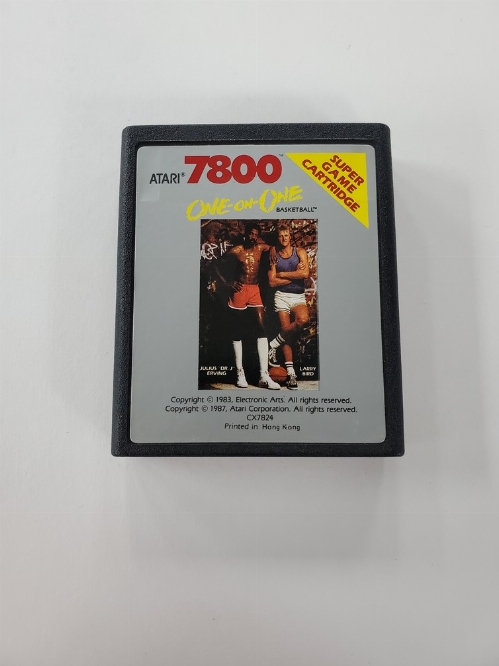 ATARI® 7800
SUPER
GAME
CARTRIDGE
ONE-ON-ONE
BASKETBALL™
JULIUS "DR J"
ERVING
LARRY
BIRD
Copyright © 1983, Electronic Arts. All rights reserved.
Copyright © 1987, Atari Corporation. All rights reserved.
CX7824
Printed in Hong Kong